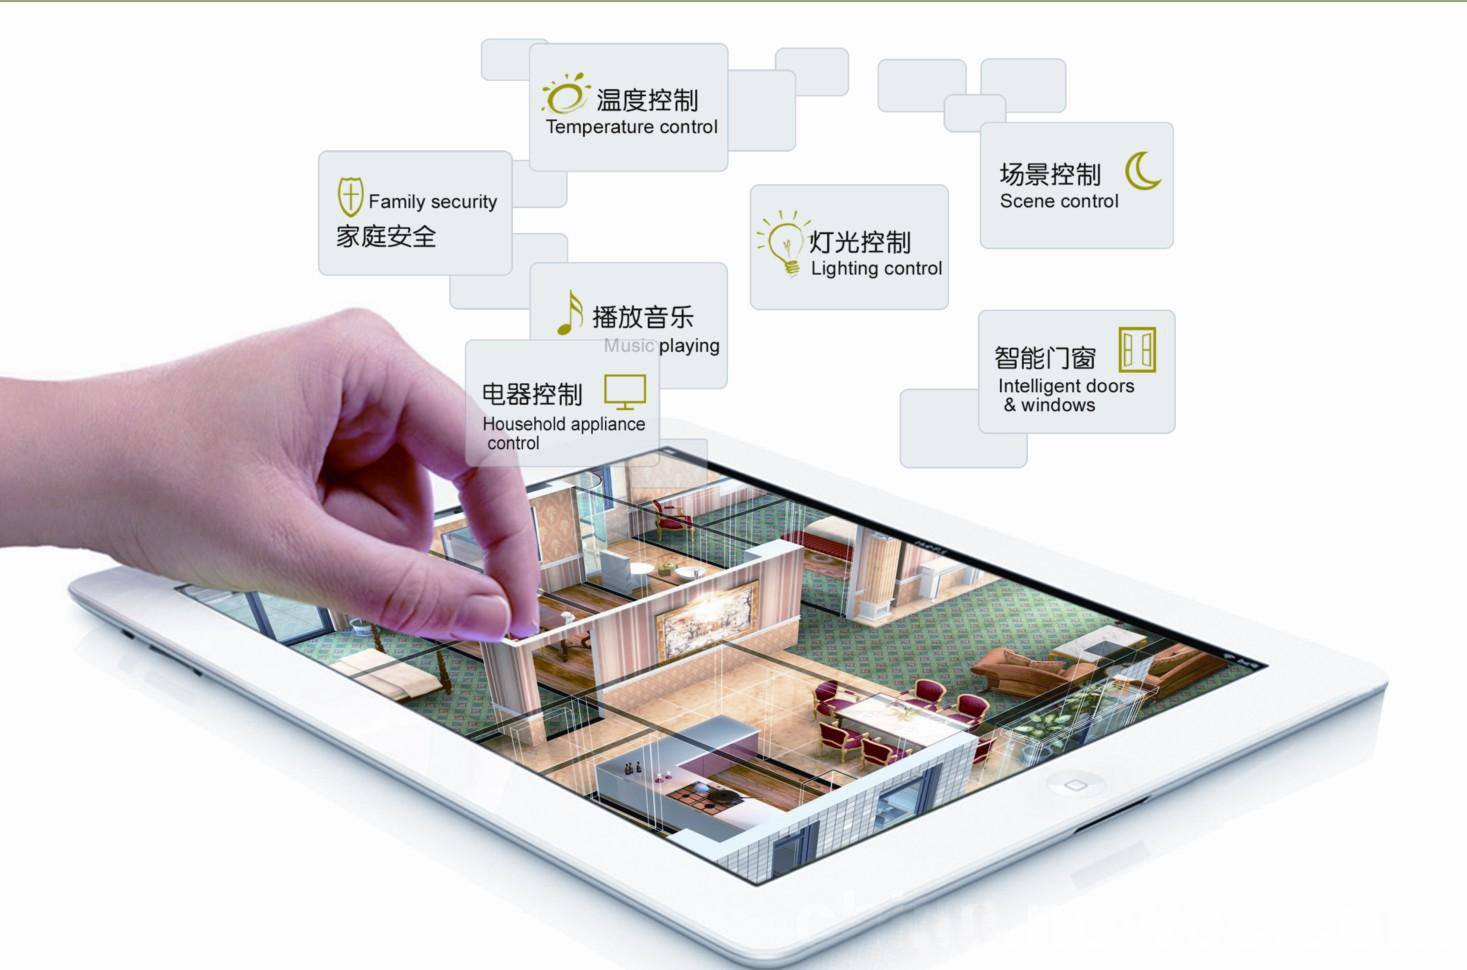 温度控制
Temperature control
Family security
家庭安全
场景控制
Scene control
灯光控制
Lighting control
播放音乐
Music playing
智能门窗
Intelligent doors
& windows
电器控制
Household appliance
control